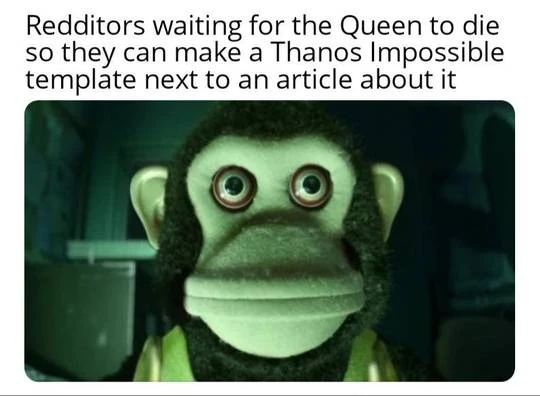 Redditors waiting for the Queen to die
so they can make a Thanos Impossible
template next to an article about it